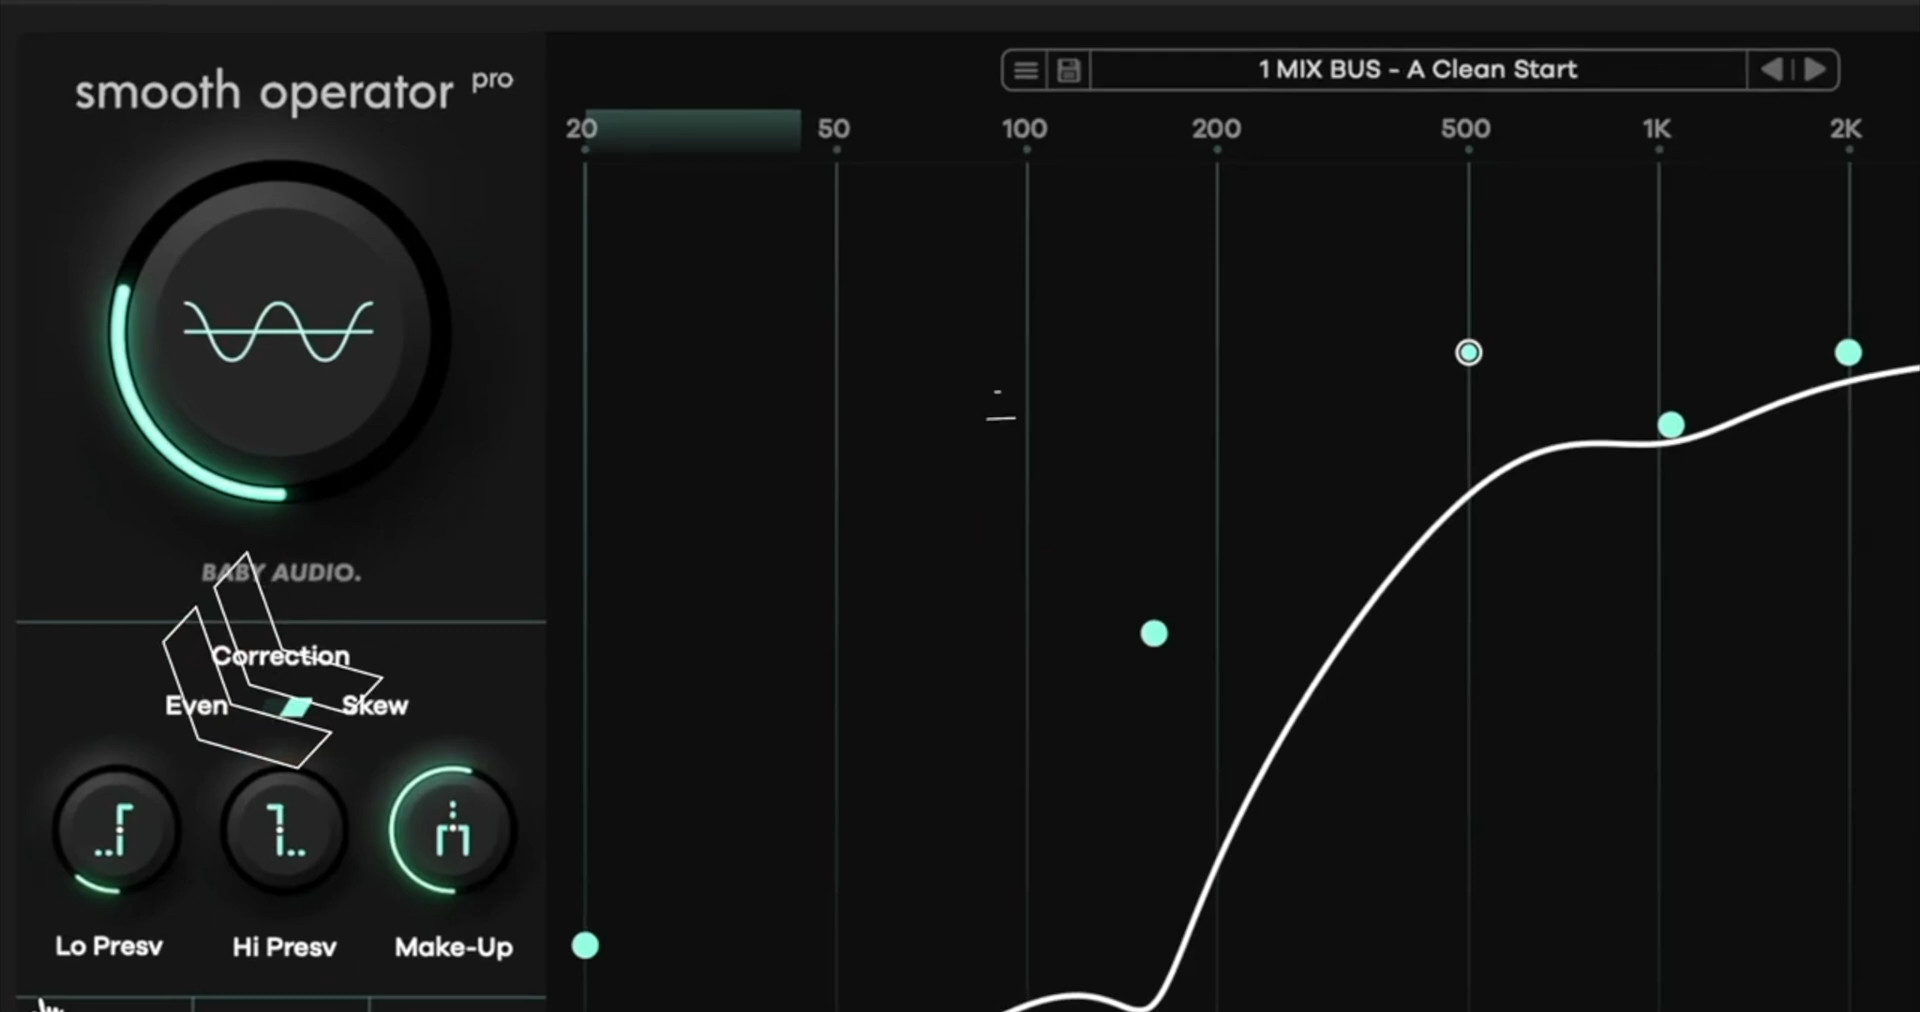 smooth operator pro
1 MIX BUS - A Clean Start
20 50 100 200 500 1K 2K
BABY AUDIO.
Correction
Even Skew
Lo Presv Hi Presv Make-Up